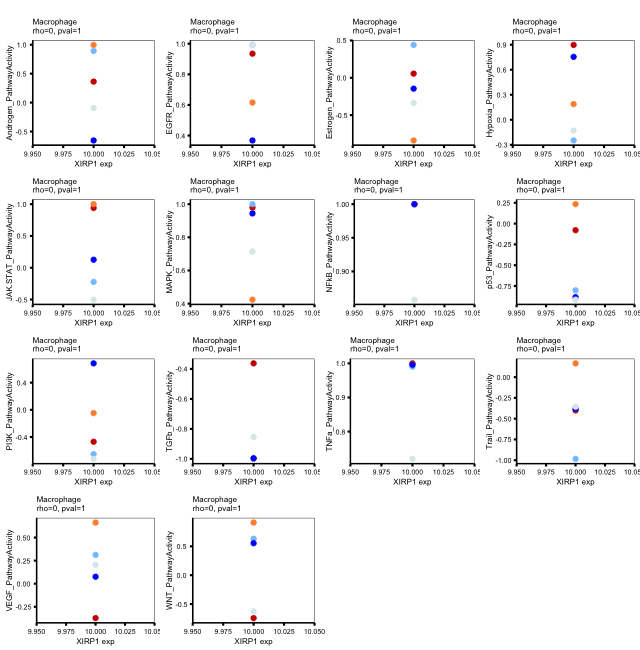 Macrophage
rho=0, pval=1
Androgen_PathwayActivity
1.0
0.5
0.0
-0.5
9.950 9.975 10.000 10.025 10.05
XIRP1 exp
Macrophage
rho=0, pval=1
EGFR_PathwayActivity
1.0
0.8
0.6
0.4
9.950 9.975 10.000 10.025 10.05
XIRP1 exp
Macrophage
rho=0, pval=1
Estrogen_PathwayActivity
0.5
0.0
-0.5
9.950 9.975 10.000 10.025 10.05
XIRP1 exp
Macrophage
rho=0, pval=1
Hypoxia_PathwayActivity
0.9
0.6
0.3
0.0
-0.3
9.950 9.975 10.000 10.025 10.05
XIRP1 exp
Macrophage
rho=0, pval=1
JAK.STAT_PathwayActivity
1.0
0.5
0.0
-0.5
9.950 9.975 10.000 10.025 10.05
XIRP1 exp
Macrophage
rho=0, pval=1
MAPK_PathwayActivity
1.0
0.8
0.6
0.4
9.950 9.975 10.000 10.025 10.05
XIRP1 exp
Macrophage
rho=0, pval=1
NFkB_PathwayActivity
1.00
0.95
0.90
9.950 9.975 10.000 10.025 10.05
XIRP1 exp
Macrophage
rho=0, pval=1
p53_PathwayActivity
0.25
0.00
-0.25
-0.50
-0.75
9.950 9.975 10.000 10.025 10.05
XIRP1 exp
Macrophage
rho=0, pval=1
PI3K_PathwayActivity
0.4
0.0
-0.4
9.950 9.975 10.000 10.025 10.05
XIRP1 exp
Macrophage
rho=0, pval=1
TGFb_PathwayActivity
-0.4
-0.6
-0.8
-1.0
9.950 9.975 10.000 10.025 10.05
XIRP1 exp
Macrophage
rho=0, pval=1
TNFa_PathwayActivity
1.0
0.9
0.8
9.950 9.975 10.000 10.025 10.05
XIRP1 exp
Macrophage
rho=0, pval=1
Trail_PathwayActivity
0.00
-0.25
-0.50
-0.75
-1.00
9.950 9.975 10.000 10.025 10.05
XIRP1 exp
Macrophage
rho=0, pval=1
VEGF_PathwayActivity
0.50
0.25
0.00
-0.25
9.950 9.975 10.000 10.025 10.05
XIRP1 exp
Macrophage
rho=0, pval=1
WNT_PathwayActivity
0.5
0.0
-0.5
9.950 9.975 10.000 10.025 10.050
XIRP1 exp